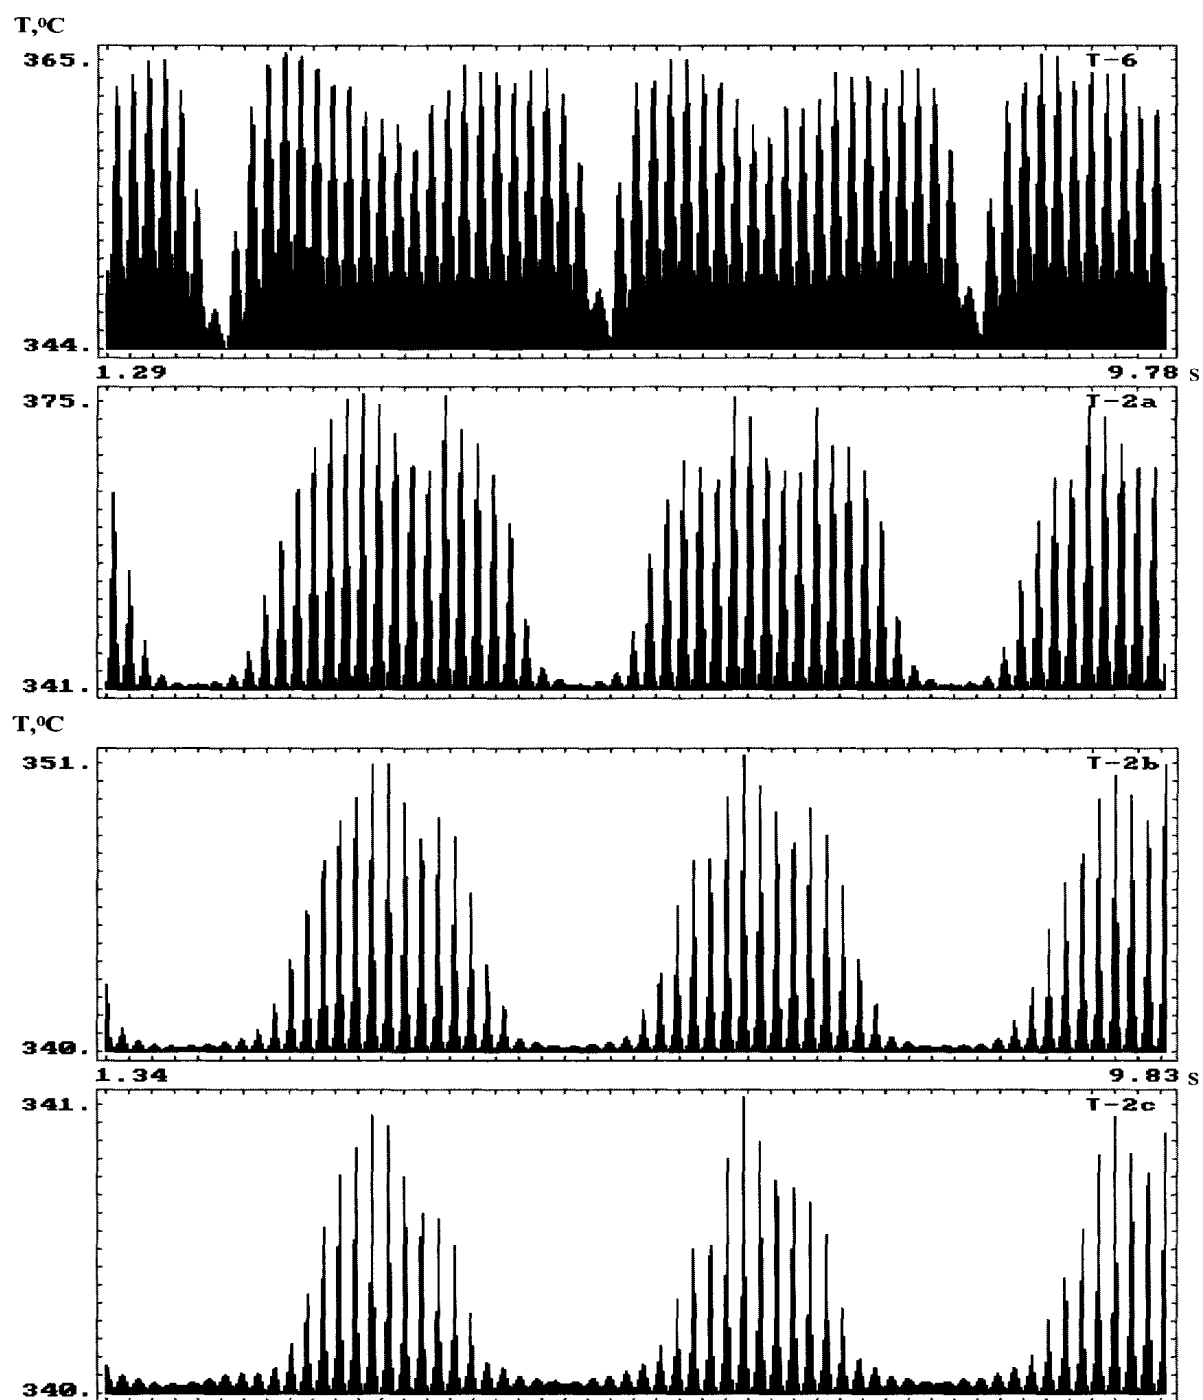 T,⁰C
365.
T-6
344.
1.29
9.78 s
375.
T-2a
341.
T,⁰C
351.
T-2b
340.
1.34
9.83 s
341.
T-2c
340.